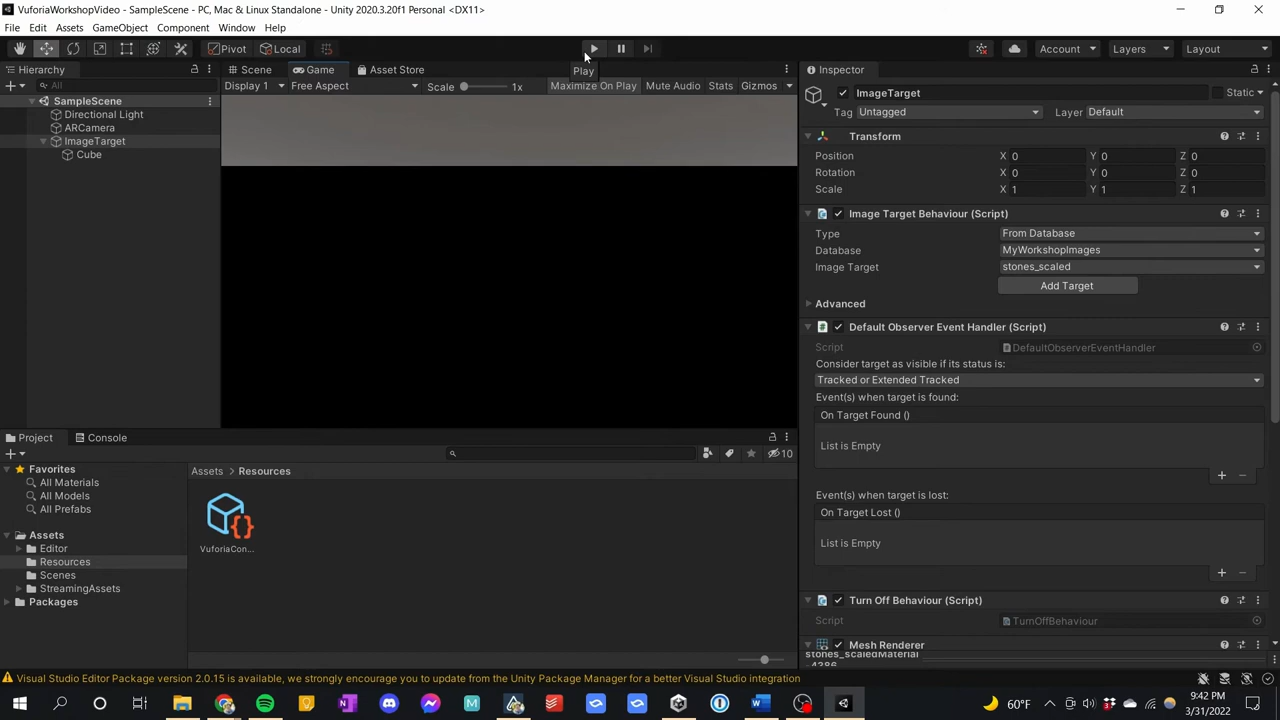 VuforiaWorkshopVideo - SampleScene - PC, Mac & Linux Standalone - Unity 2020.3.20f1 Personal <DX11>
File Edit Assets GameObject Component Window Help
Pivot Local Account Layers Layout
Play
Hierarchy
All
SampleScene
Directional Light
ARCamera
ImageTarget
Cube
Scene Game Asset Store
Display 1 Free Aspect Scale 1x Maximize On Play Mute Audio Stats Gizmos
Inspector
ImageTarget Static
Tag Untagged Layer Default
Transform
Position X 0 Y 0 Z 0
Rotation X 0 Y 0 Z 0
Scale X 1 Y 1 Z 1
Image Target Behaviour (Script)
Type From Database
Database MyWorkshopImages
Image Target stones_scaled
Add Target
Advanced
Default Observer Event Handler (Script)
Script DefaultObserverEventHandler
Consider target as visible if its status is:
Tracked or Extended Tracked
Event(s) when target is found:
On Target Found ()
List is Empty
Event(s) when target is lost:
On Target Lost ()
List is Empty
Turn Off Behaviour (Script)
Script TurnOffBehaviour
Mesh Renderer
stones_scaledMaterial
-4386
Project Console
10
Favorites
All Materials
All Models
All Prefabs
Assets
Editor
Resources
Scenes
StreamingAssets
Packages
Assets > Resources
VuforiaCon...
Visual Studio Editor Package version 2.0.15 is available, we strongly encourage you to update from the Unity Package Manager for a better Visual Studio integration
60°F
9:42 PM
3/31/2022